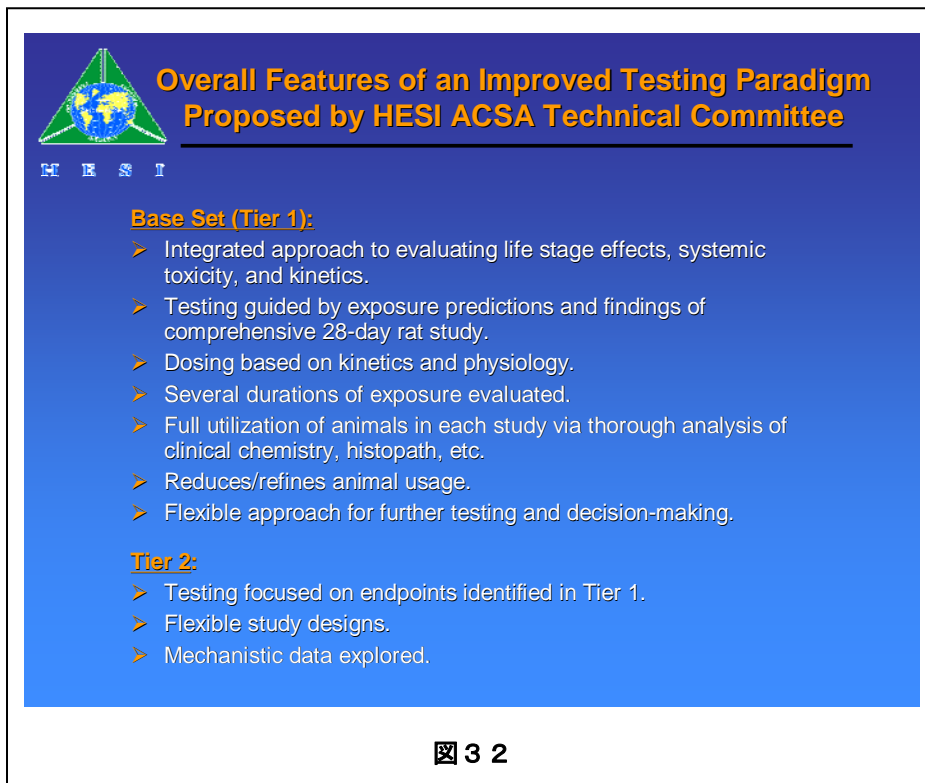 Overall Features of an Improved Testing Paradigm
Proposed by HESI ACSA Technical Committee
H E S I
Base Set (Tier 1):
➢ Integrated approach to evaluating life stage effects, systemic
toxicity, and kinetics.
➢ Testing guided by exposure predictions and findings of
comprehensive 28-day rat study.
➢ Dosing based on kinetics and physiology.
➢ Several durations of exposure evaluated.
➢ Full utilization of animals in each study via thorough analysis of
clinical chemistry, histopath, etc.
➢ Reduces/refines animal usage.
➢ Flexible approach for further testing and decision-making.
Tier 2:
➢ Testing focused on endpoints identified in Tier 1.
➢ Flexible study designs.
➢ Mechanistic data explored.
図３２